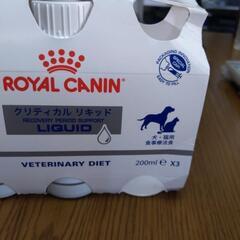 ROYAL CANIN
クリティカル リキッド
RECOVERY PERIOD SUPPORT
LIQUID
犬・猫用
食事療法食
VETERINARY DIET
200ml e X3